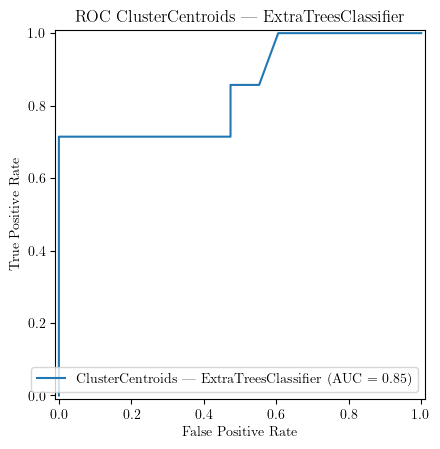 ROC ClusterCentroids — ExtraTreesClassifier
True Positive Rate
1.0
0.8
0.6
0.4
0.2
0.0
ClusterCentroids — ExtraTreesClassifier (AUC = 0.85)
0.0 0.2 0.4 0.6 0.8 1.0
False Positive Rate